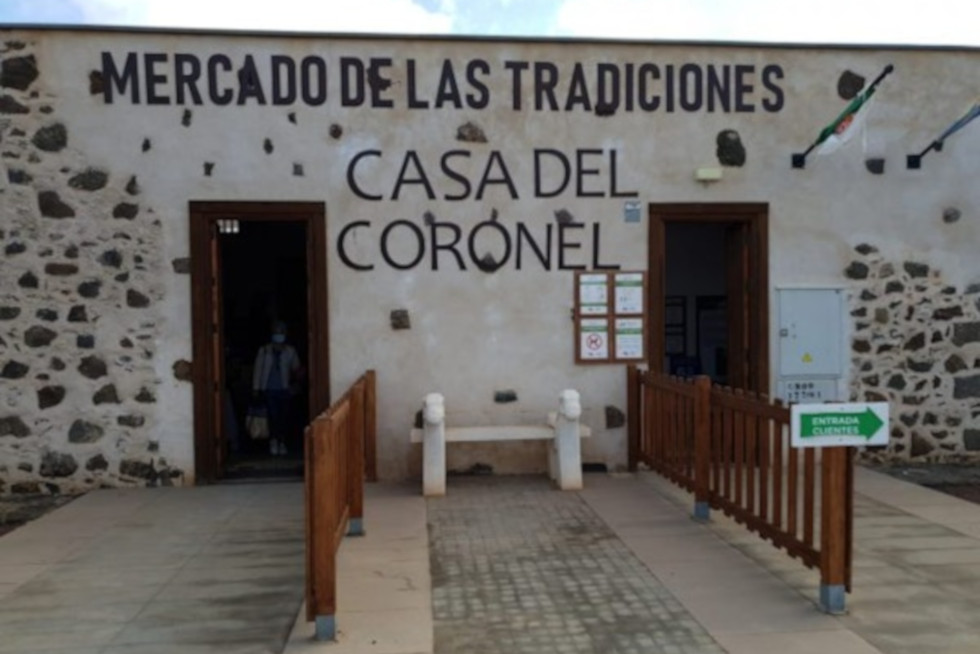 MERCADO DE LAS TRADICIONES
CASA DEL
CORONEL
ENTRADA
CLIENTES